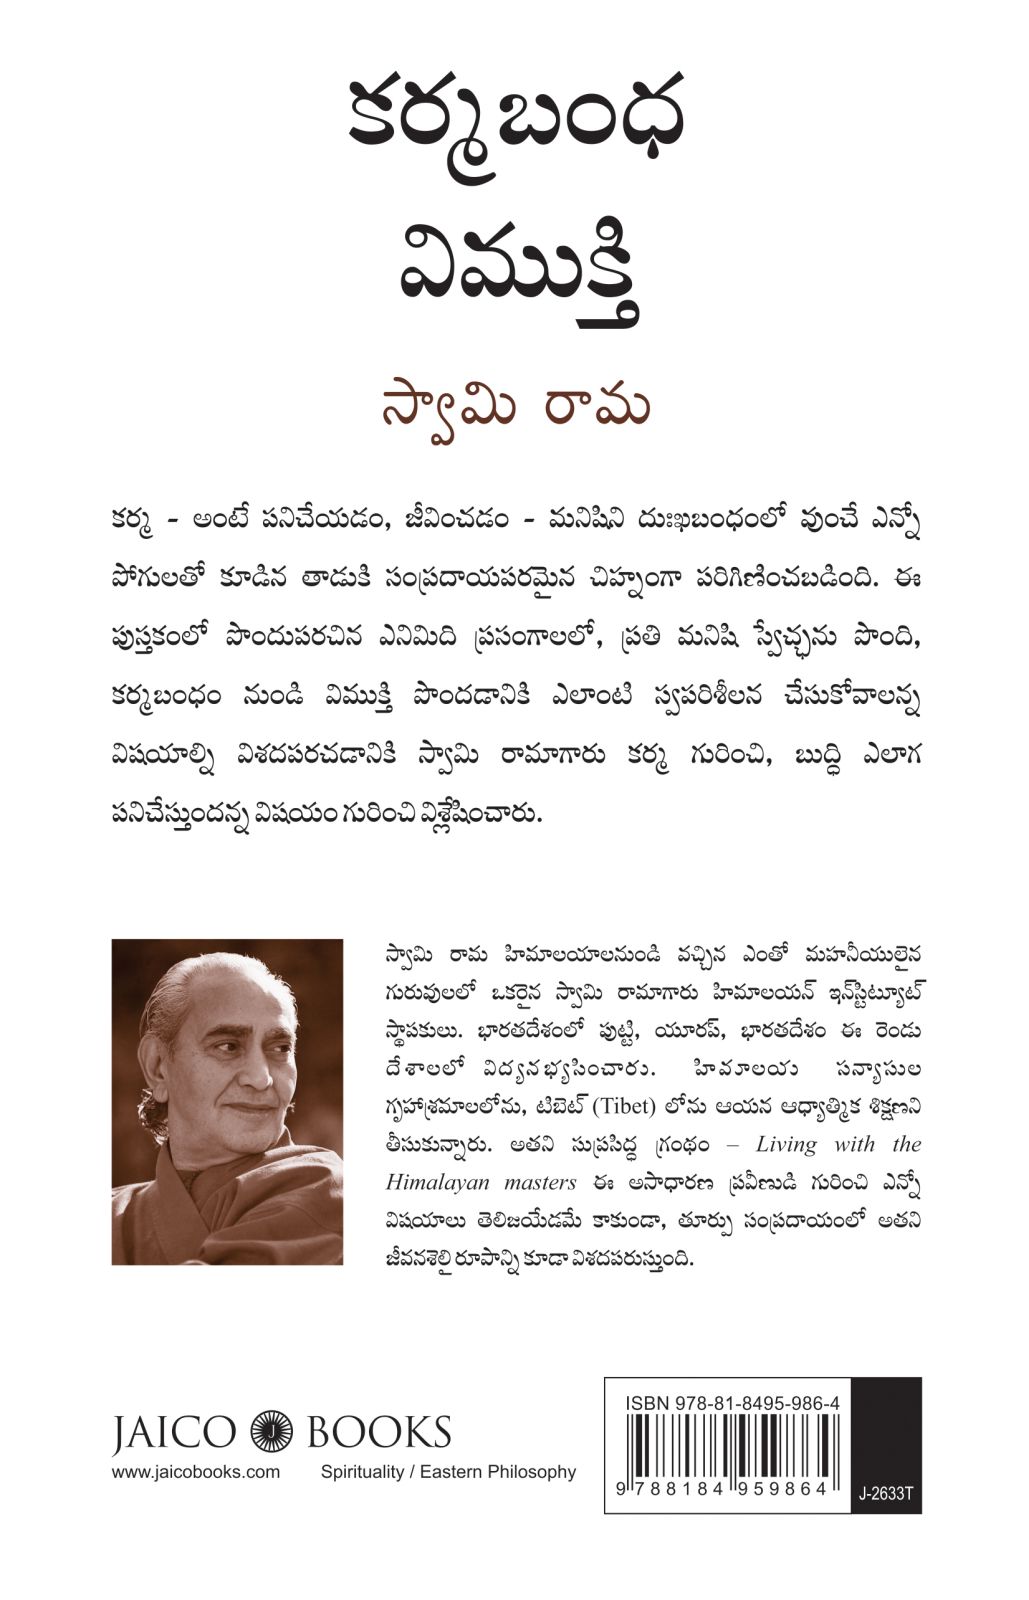 కర్మబంధ
విముక్తి
స్వామి రామ
కర్మ - అంటే పనిచేయడం, జీవించడం - మనిషిని దుఃఖబంధంలో వుంచే ఎన్నో
పోగులతో కూడిన తాడుకి సంప్రదాయపరమైన చిహ్నంగా పరిగిణించబడింది. ఈ
పుస్తకంలో పొందుపరచిన ఎనిమిది ప్రసంగాలలో, ప్రతి మనిషి స్వేచ్ఛను పొంది,
కర్మబంధం నుండి విముక్తి పొందడానికి ఎలాంటి స్వపరిశీలన చేసుకోవాలన్న
విషయాల్ని విశదపరచడానికి స్వామి రామాగారు కర్మ గురించి, బుద్ధి ఎలాగ
పనిచేస్తుందన్న విషయం గురించి విశ్లేషించారు.
స్వామి రామ హిమాలయాలనుండి వచ్చిన ఎంతో మహనీయులైన
గురువులలో ఒకరైన స్వామి రామాగారు హిమాలయన్ ఇన్‌స్టిట్యూట్
స్థాపకులు. భారతదేశంలో పుట్టి, యూరప్, భారతదేశం ఈ రెండు
దేశాలలో విద్యనభ్యసించారు. హిమాలయ సన్యాసుల
గృహాశ్రమాలలోను, టిబెట్ (Tibet) లోను ఆయన ఆధ్యాత్మిక శిక్షణని
తీసుకున్నారు. అతని సుప్రసిద్ధ గ్రంథం – Living with the
Himalayan masters ఈ అసాధారణ ప్రవీణుడి గురించి ఎన్నో
విషయాలు తెలిజయేడమే కాకుండా, తూర్పు సంప్రదాయంలో అతని
జీవనశైలి రూపాన్ని కూడా విశదపరుస్తుంది.
JAICO J BOOKS
www.jaicobooks.com Spirituality / Eastern Philosophy
ISBN 978-81-8495-986-4
9 788184 959864
J-2633T